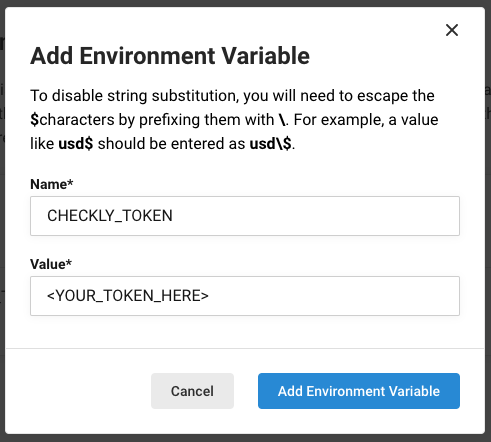 Add Environment Variable
To disable string substitution, you will need to escape the
$characters by prefixing them with \. For example, a value
like usd$ should be entered as usd\$.
Name*
CHECKLY_TOKEN
Value*
<YOUR_TOKEN_HERE>
Cancel
Add Environment Variable